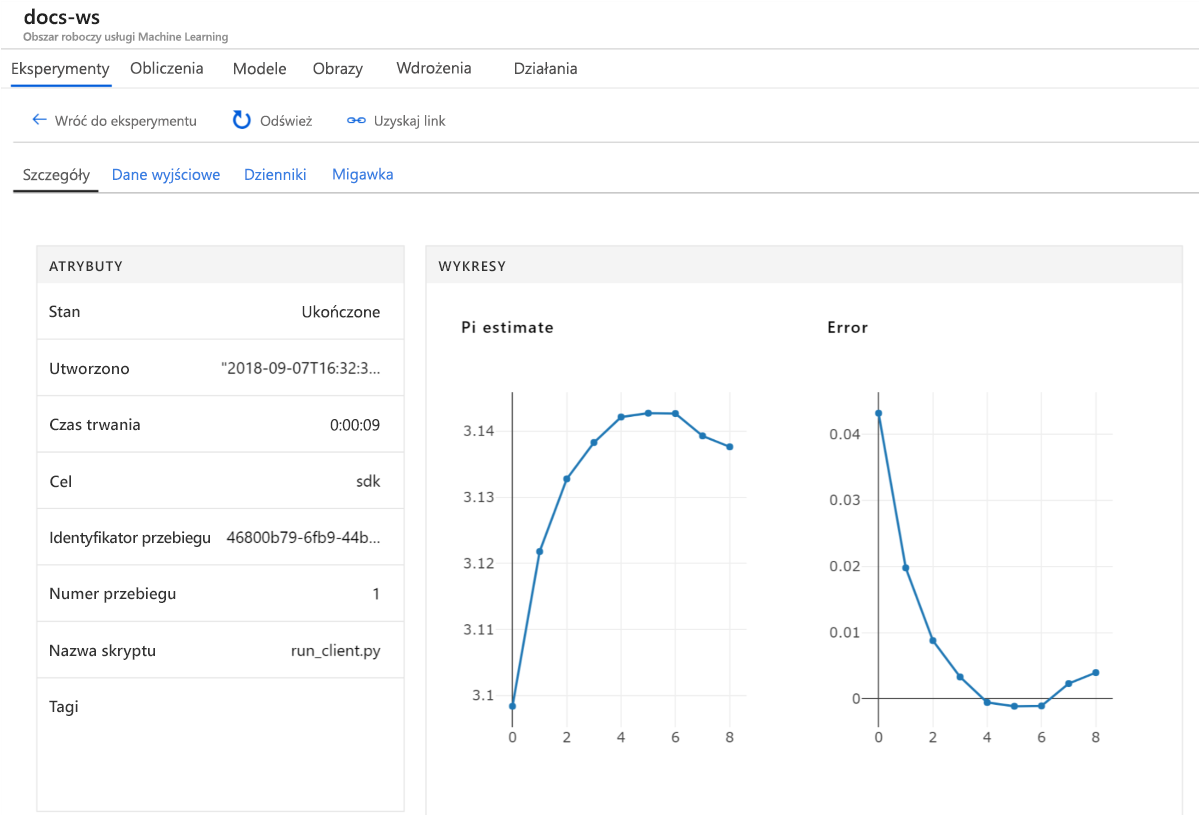 docs-ws
Obszar roboczy usługi Machine Learning
Eksperymenty Obliczenia Modele Obrazy Wdrożenia Działania
Wróć do eksperymentu Odśwież Uzyskaj link
Szczegóły Dane wyjściowe Dzienniki Migawka
ATRYBUTY
Stan Ukończone
Utworzono "2018-09-07T16:32:3...
Czas trwania 0:00:09
Cel sdk
Identyfikator przebiegu 46800b79-6fb9-44b...
Numer przebiegu 1
Nazwa skryptu run_client.py
Tagi
WYKRESY
Pi estimate
3.14
3.13
3.12
3.11
3.1
0 2 4 6 8
Error
0.04
0.03
0.02
0.01
0
0 2 4 6 8